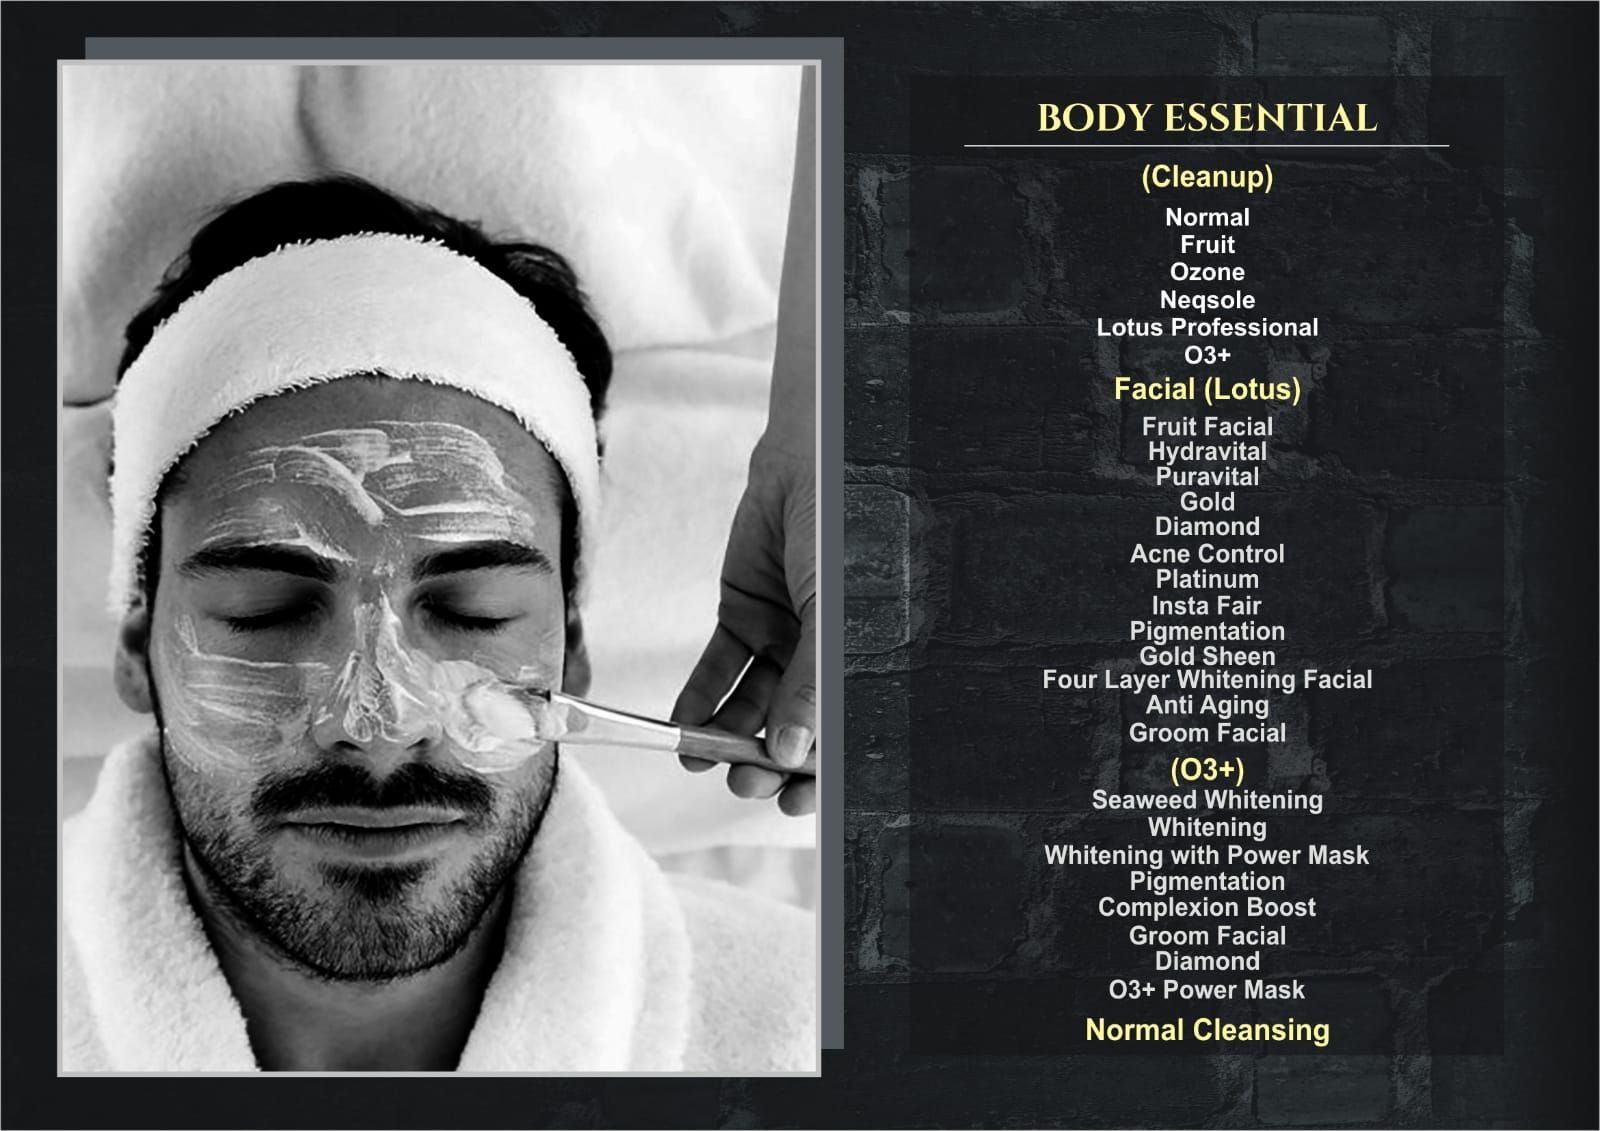 BODY ESSENTIAL
(Cleanup)
Normal
Fruit
Ozone
Neqsole
Lotus Professional
O3+
Facial (Lotus)
Fruit Facial
Hydravital
Puravital
Gold
Diamond
Acne Control
Platinum
Insta Fair
Pigmentation
Gold Sheen
Four Layer Whitening Facial
Anti Aging
Groom Facial
(O3+)
Seaweed Whitening
Whitening
Whitening with Power Mask
Pigmentation
Complexion Boost
Groom Facial
Diamond
O3+ Power Mask
Normal Cleansing